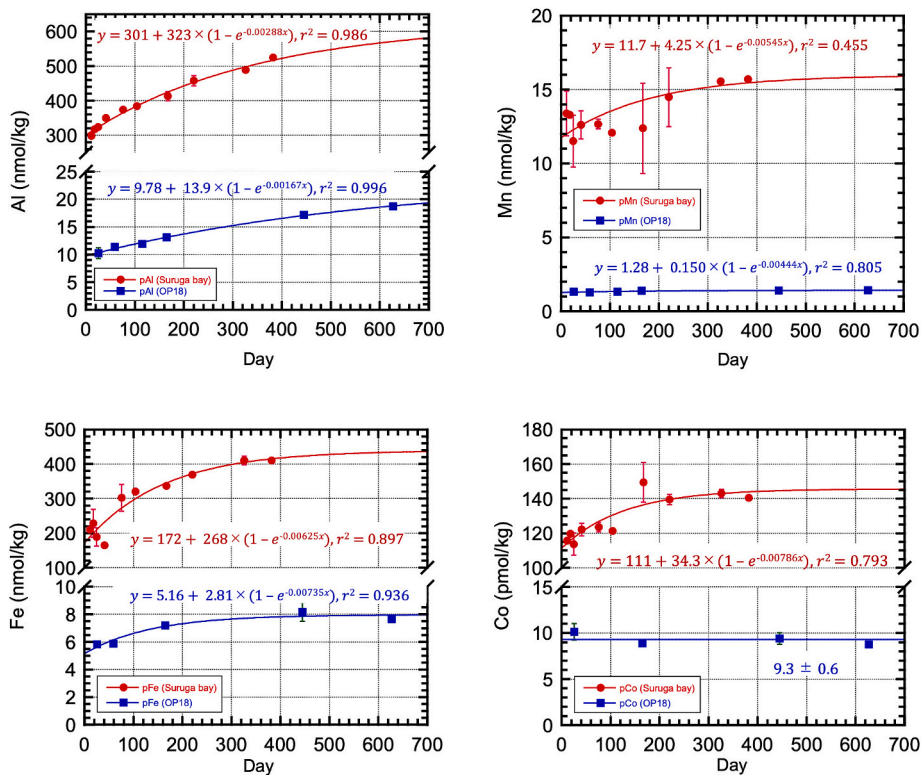 600
500
400
300
200
25
20
15
10
5
0
Al (nmol/kg)
y = 301 + 323 × (1 − e^{-0.00288x}), r² = 0.986
y = 9.78 + 13.9 × (1 − e^{-0.00167x}), r² = 0.996
pAl (Suruga bay)
pAl (OP18)
0 100 200 300 400 500 600 700
Day
20
15
10
5
0
Mn (nmol/kg)
y = 11.7 + 4.25 × (1 − e^{-0.00545x}), r² = 0.455
pMn (Suruga bay)
pMn (OP18)
y = 1.28 + 0.150 × (1 − e^{-0.00444x}), r² = 0.805
0 100 200 300 400 500 600 700
Day
500
400
300
200
100
10
8
6
4
2
0
Fe (nmol/kg)
y = 172 + 268 × (1 − e^{-0.00625x}), r² = 0.897
y = 5.16 + 2.81 × (1 − e^{-0.00735x}), r² = 0.936
pFe (Suruga bay)
pFe (OP18)
0 100 200 300 400 500 600 700
Day
180
160
140
120
100
15
10
5
0
Co (pmol/kg)
y = 111 + 34.3 × (1 − e^{-0.00786x}), r² = 0.793
9.3 ± 0.6
pCo (Suruga bay)
pCo (OP18)
0 100 200 300 400 500 600 700
Day